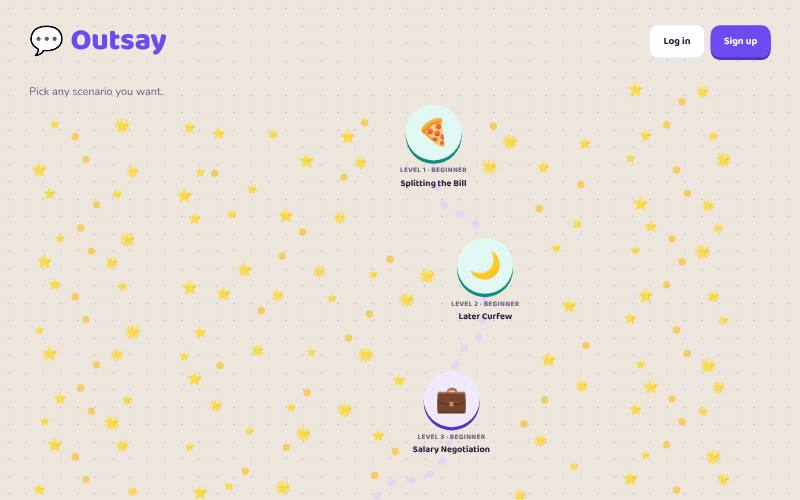 Outsay
Log in
Sign up
Pick any scenario you want.
LEVEL 1 · BEGINNER
Splitting the Bill
LEVEL 2 · BEGINNER
Later Curfew
LEVEL 3 · BEGINNER
Salary Negotiation